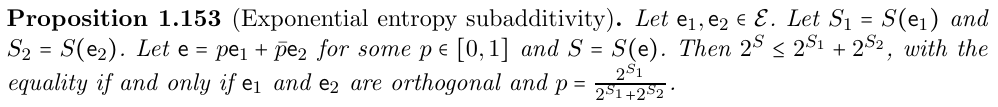 Proposition 1.153 (Exponential entropy subadditivity). Let e₁, e₂ ∈ ℰ. Let S₁ = S(e₁) and
S₂ = S(e₂). Let e = pe₁ + p̄e₂ for some p ∈ [0, 1] and S = S(e). Then 2^S ≤ 2^{S₁} + 2^{S₂}, with the
equality if and only if e₁ and e₂ are orthogonal and p = \frac{2^{S₁}}{2^{S₁}+2^{S₂}}.